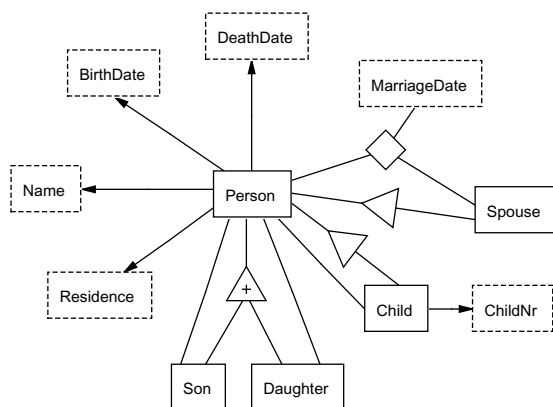 DeathDate
BirthDate
MarriageDate
Name
Person
Spouse
Residence
+
Child
ChildNr
Son
Daughter